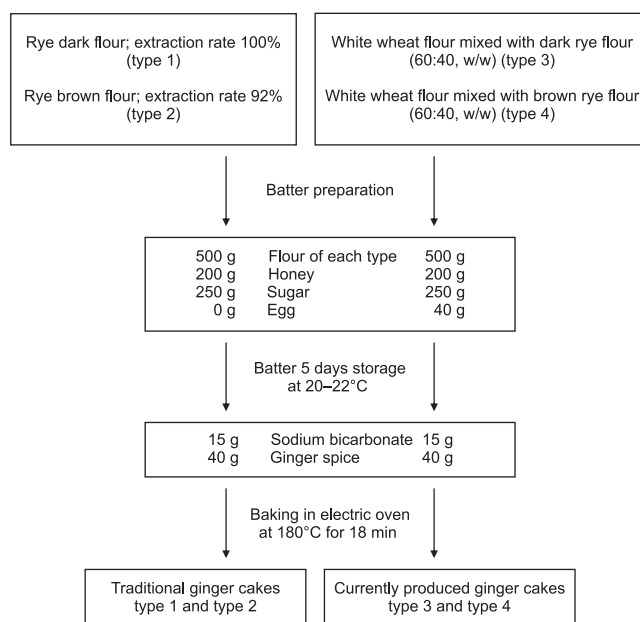 Rye dark flour; extraction rate 100%
(type 1)
Rye brown flour; extraction rate 92%
(type 2)
White wheat flour mixed with dark rye flour
(60:40, w/w) (type 3)
White wheat flour mixed with brown rye flour
(60:40, w/w) (type 4)
Batter preparation
500 g Flour of each type 500 g
200 g Honey 200 g
250 g Sugar 250 g
0 g Egg 40 g
Batter 5 days storage
at 20–22°C
15 g Sodium bicarbonate 15 g
40 g Ginger spice 40 g
Baking in electric oven
at 180°C for 18 min
Traditional ginger cakes
type 1 and type 2
Currently produced ginger cakes
type 3 and type 4